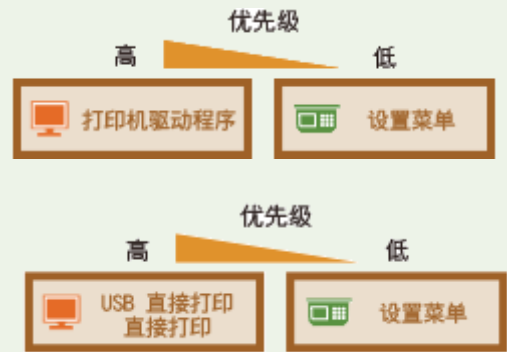 优先级
高 低
打印机驱动程序 设置菜单
优先级
高 低
USB 直接打印
直接打印
设置菜单